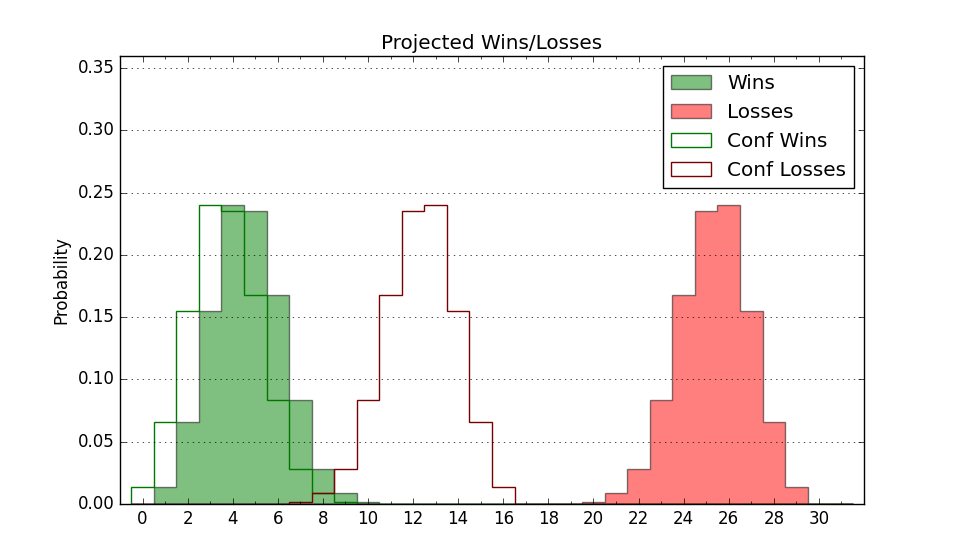 Projected Wins/Losses
0.35
0.30
0.25
0.20
0.15
0.10
0.05
0.00
Probability
Wins
Losses
Conf Wins
Conf Losses
0 2 4 6 8 10 12 14 16 18 20 22 24 26 28 30